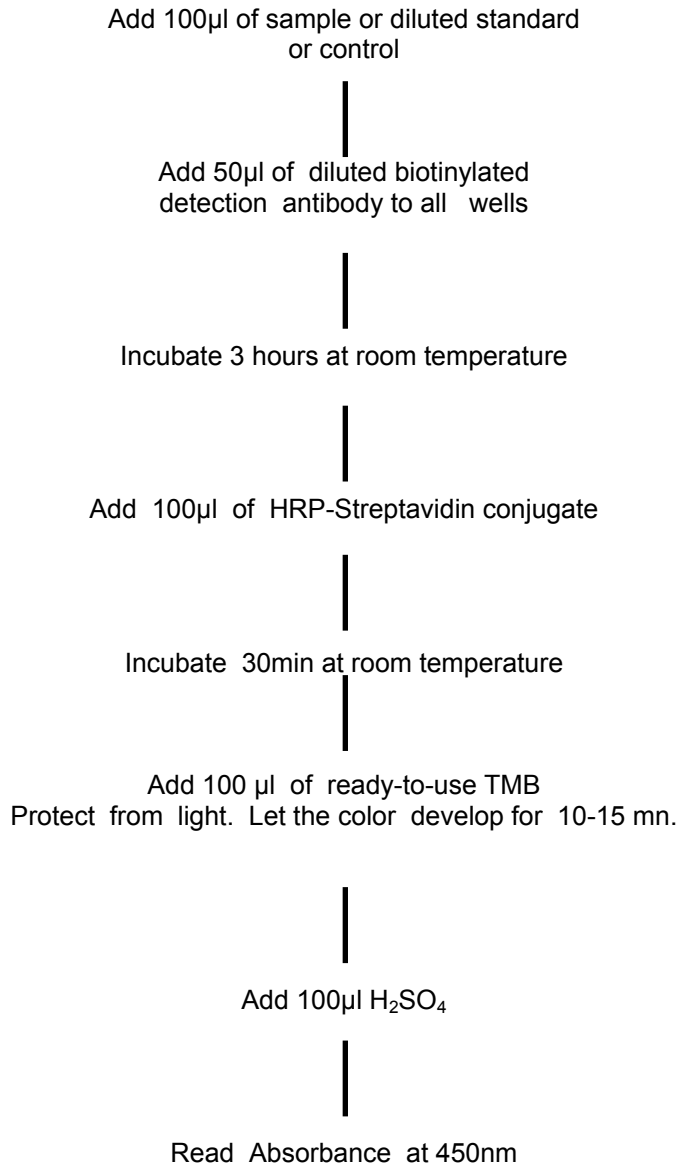 Add 100µl of sample or diluted standard
or control
Add 50µl of diluted biotinylated
detection antibody to all wells
Incubate 3 hours at room temperature
Add 100µl of HRP-Streptavidin conjugate
Incubate 30min at room temperature
Add 100 µl of ready-to-use TMB
Protect from light. Let the color develop for 10-15 mn.
Add 100µl H₂SO₄
Read Absorbance at 450nm